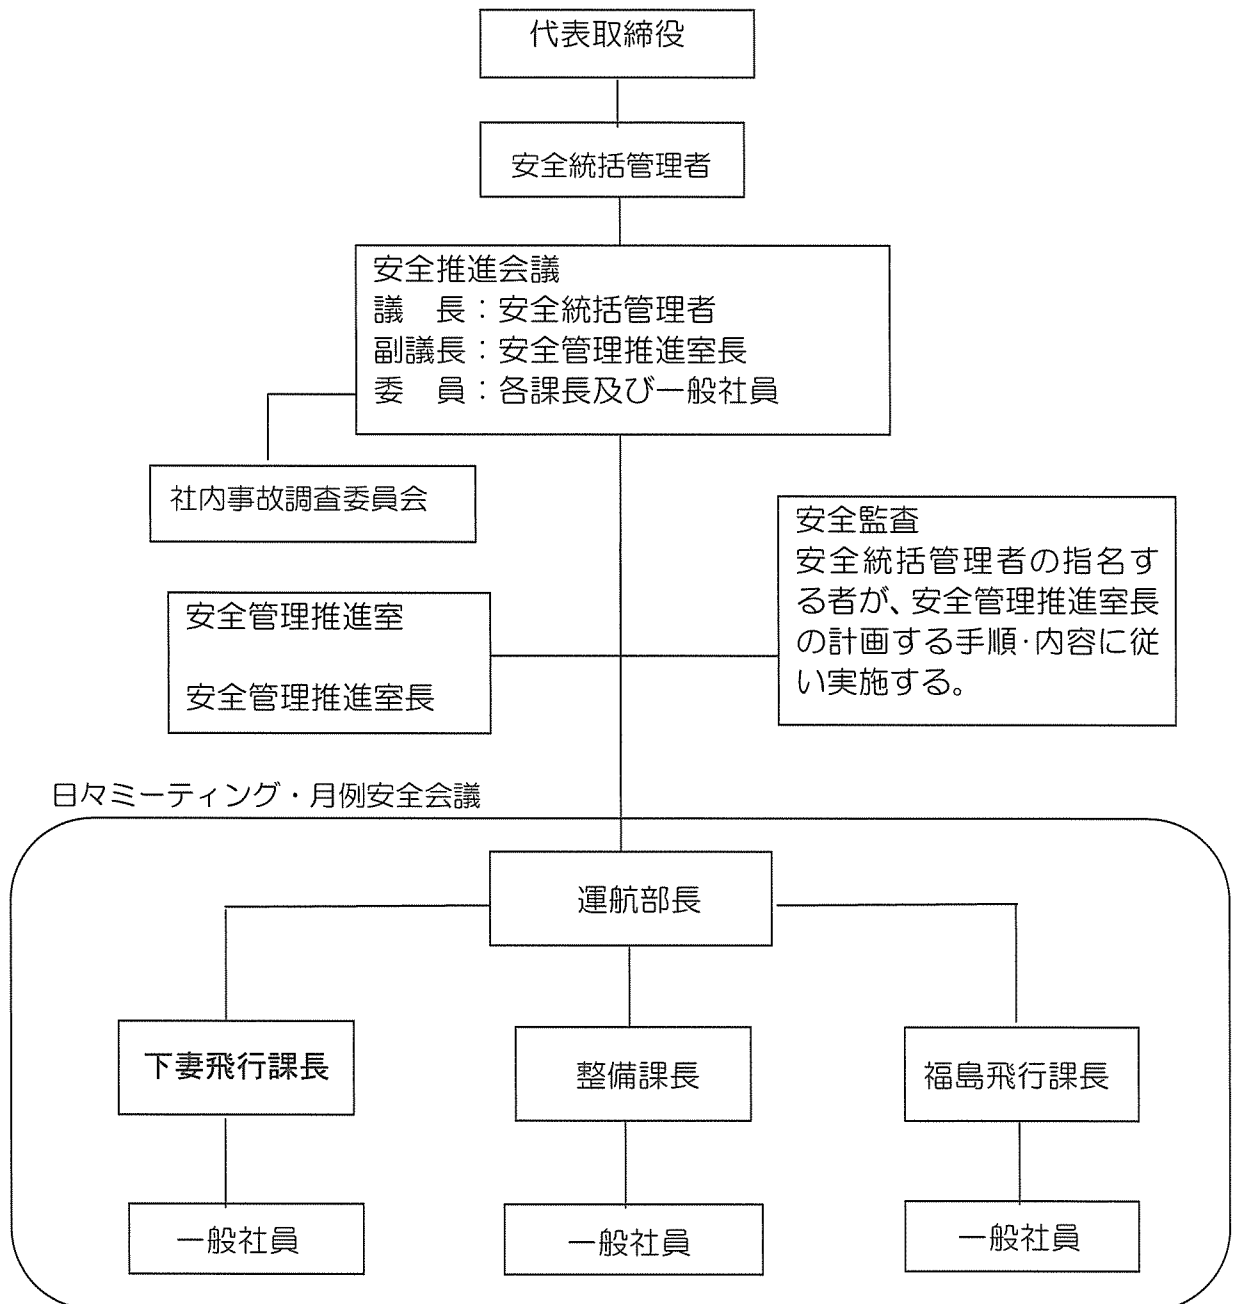 代表取締役
安全統括管理者
安全推進会議
議　長：安全統括管理者
副議長：安全管理推進室長
委　員：各課長及び一般社員
社内事故調査委員会
安全監査
安全統括管理者の指名す
る者が、安全管理推進室長
の計画する手順・内容に従
い実施する。
安全管理推進室
安全管理推進室長
日々ミーティング・月例安全会議
運航部長
下妻飛行課長
整備課長
福島飛行課長
一般社員
一般社員
一般社員